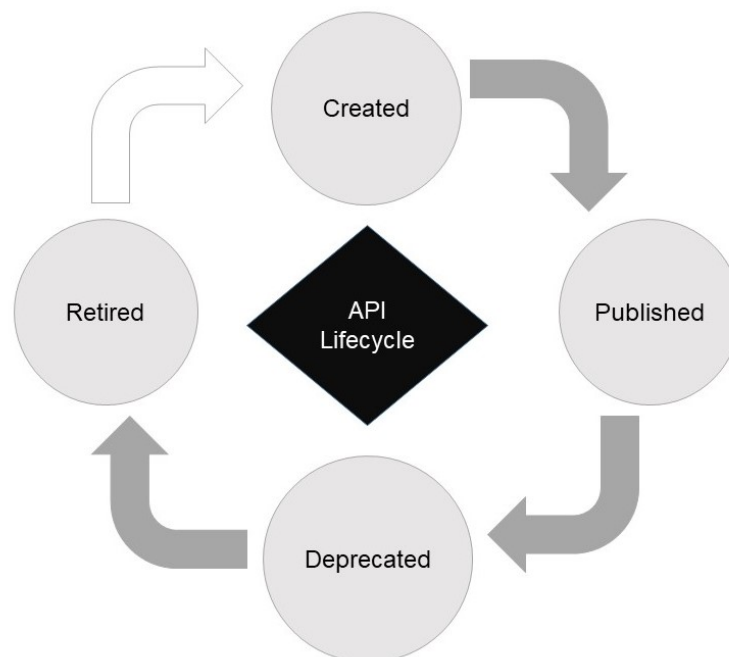 Created
Retired
API
Lifecycle
Published
Deprecated